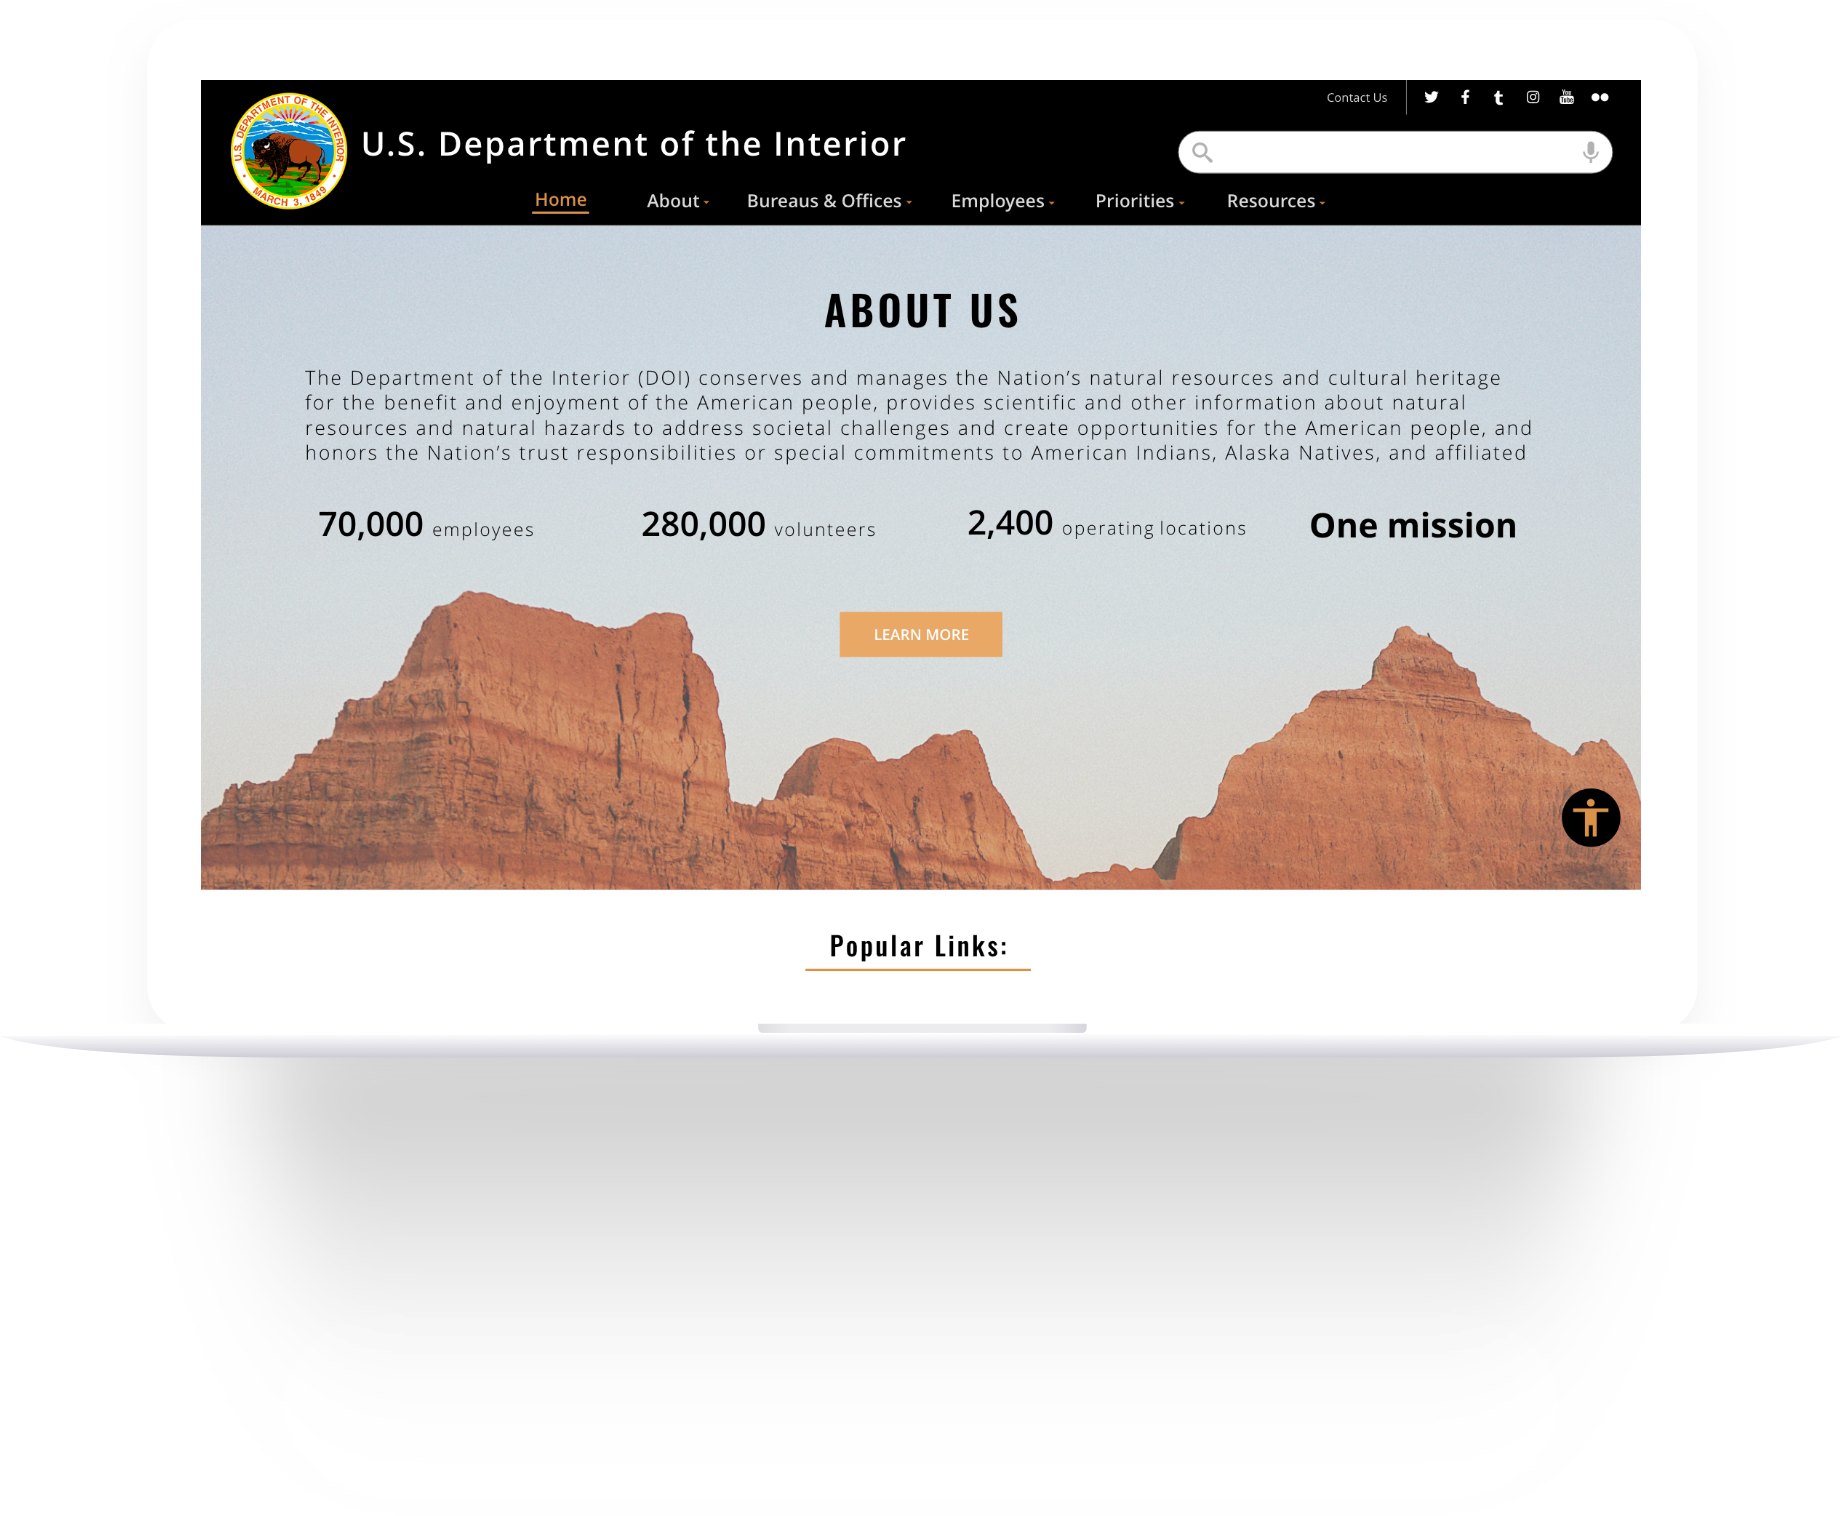 Contact Us
You
Tube
U.S. DEPARTMENT OF THE INTERIOR
MARCH 3, 1849
U.S. Department of the Interior
Home About Bureaus & Offices Employees Priorities Resources
ABOUT US
The Department of the Interior (DOI) conserves and manages the Nation’s natural resources and cultural heritage
for the benefit and enjoyment of the American people, provides scientific and other information about natural
resources and natural hazards to address societal challenges and create opportunities for the American people, and
honors the Nation’s trust responsibilities or special commitments to American Indians, Alaska Natives, and affiliated
70,000 employees 280,000 volunteers 2,400 operating locations One mission
LEARN MORE
Popular Links: